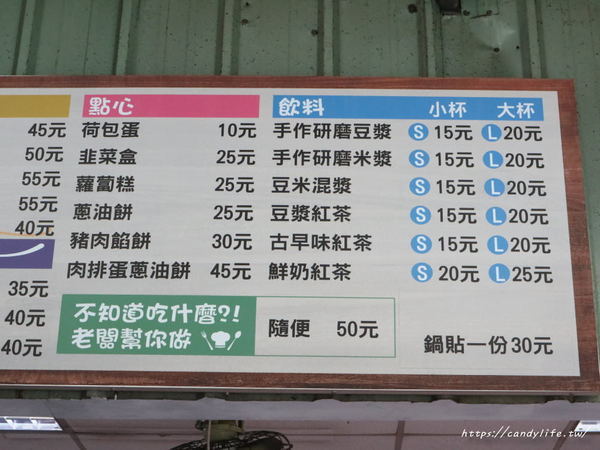 45元
50元
55元
55元
40元
35元
40元
40元
點心
荷包蛋 10元
韭菜盒 25元
蘿蔔糕 25元
蔥油餅 25元
豬肉餡餅 30元
肉排蛋蔥油餅 45元
飲料 小杯 大杯
手作研磨豆漿 S 15元 L 20元
手作研磨米漿 S 15元 L 20元
豆米混漿 S 15元 L 20元
豆漿紅茶 S 15元 L 20元
古早味紅茶 S 15元 L 20元
鮮奶紅茶 S 20元 L 25元
不知道吃什麼?!
老闆幫你做
隨便 50元
鍋貼一份30元
https://candylife.tw/